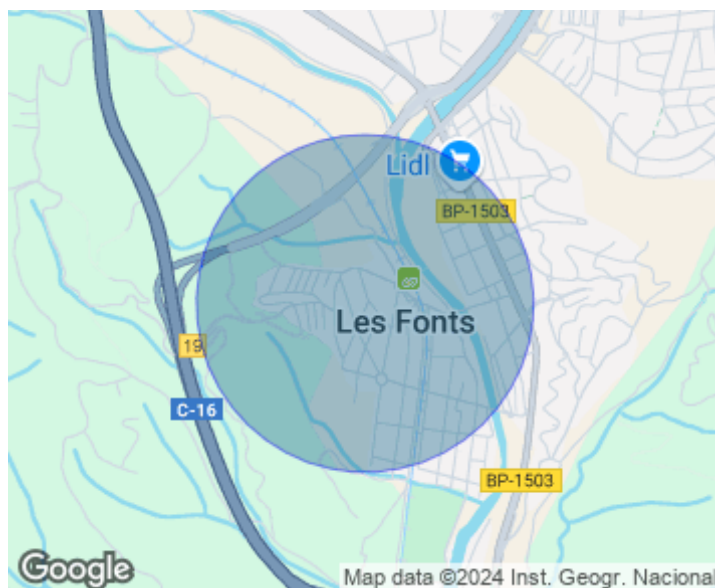 Lidl
BP-1503
Les Fonts
19
C-16
BP-1503
Google
Map data ©2024 Inst. Geogr. Nacional